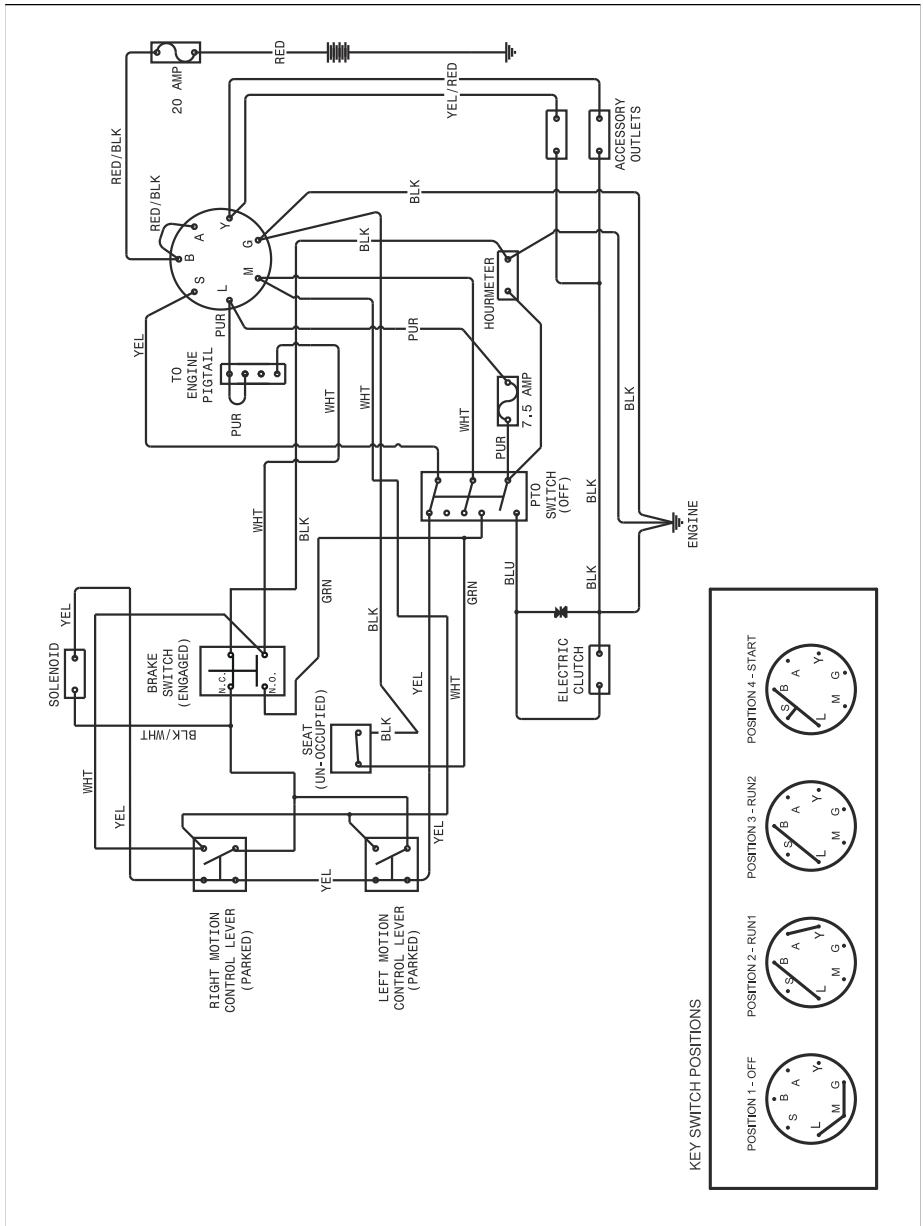 RED
20 AMP
RED/BLK
YEL/RED
ACCESSORY
OUTLETS
RED/BLK
BLK
BLK
Y
A
B
G
S
M
L
HOURMETER
PUR
YEL
PUR
TO
ENGINE
PIGTAIL
PUR
WHT
WHT
WHT
7.5 AMP
PUR
BLK
PTO
SWITCH
(OFF)
BLK
ENGINE
WHT
BLK
GRN
GRN
BLU
BLK
YEL
SOLENOID
BRAKE
SWITCH
(ENGAGED)
N.C.
N.O.
BLK
YEL
WHT
ELECTRIC
CLUTCH
BLK/WHT
SEAT
(UN-OCCUPIED)
BLK
WHT
YEL
YEL
YEL
RIGHT MOTION
CONTROL LEVER
(PARKED)
LEFT MOTION
CONTROL LEVER
(PARKED)
KEY SWITCH POSITIONS
POSITION 1 - OFF
S
B
A
Y
L
M
G
POSITION 2 - RUN1
S
B
A
Y
L
M
G
POSITION 3 - RUN2
S
B
A
Y
L
M
G
POSITION 4 - START
S
B
A
Y
L
M
G